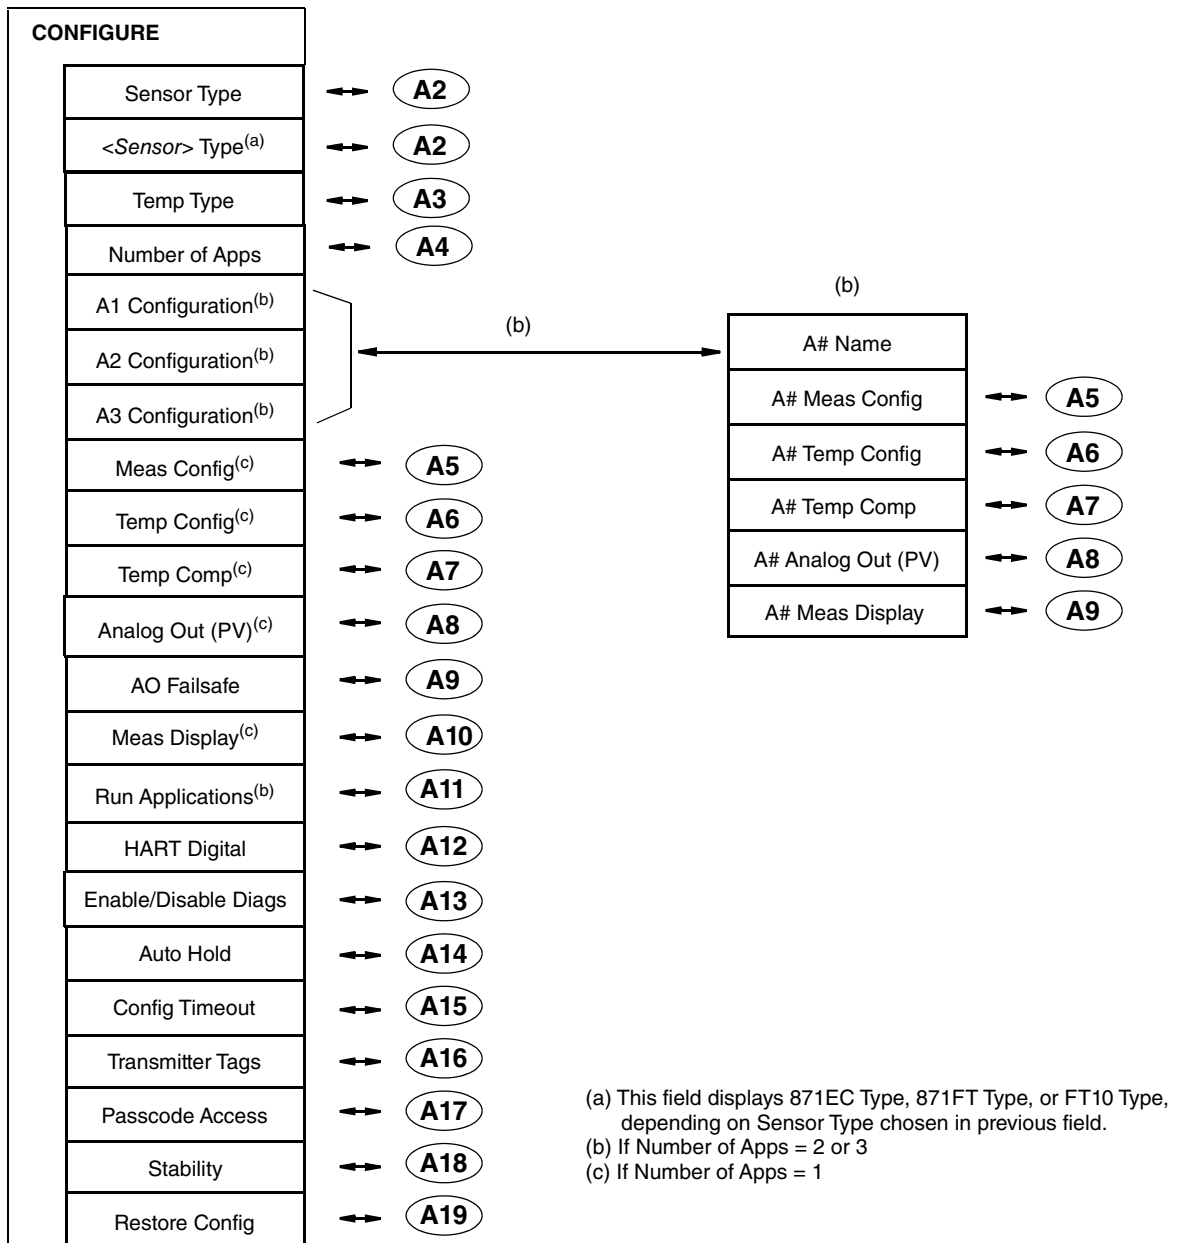 CONFIGURE
Sensor Type A2
<Sensor> Type(a) A2
Temp Type A3
Number of Apps A4
A1 Configuration(b)
A2 Configuration(b)
A3 Configuration(b)
(b)
Meas Config(c) A5
Temp Config(c) A6
Temp Comp(c) A7
Analog Out (PV)(c) A8
AO Failsafe A9
Meas Display(c) A10
Run Applications(b) A11
HART Digital A12
Enable/Disable Diags A13
Auto Hold A14
Config Timeout A15
Transmitter Tags A16
Passcode Access A17
Stability A18
Restore Config A19
(b)
A# Name
A# Meas Config A5
A# Temp Config A6
A# Temp Comp A7
A# Analog Out (PV) A8
A# Meas Display A9
(a) This field displays 871EC Type, 871FT Type, or FT10 Type,
depending on Sensor Type chosen in previous field.
(b) If Number of Apps = 2 or 3
(c) If Number of Apps = 1